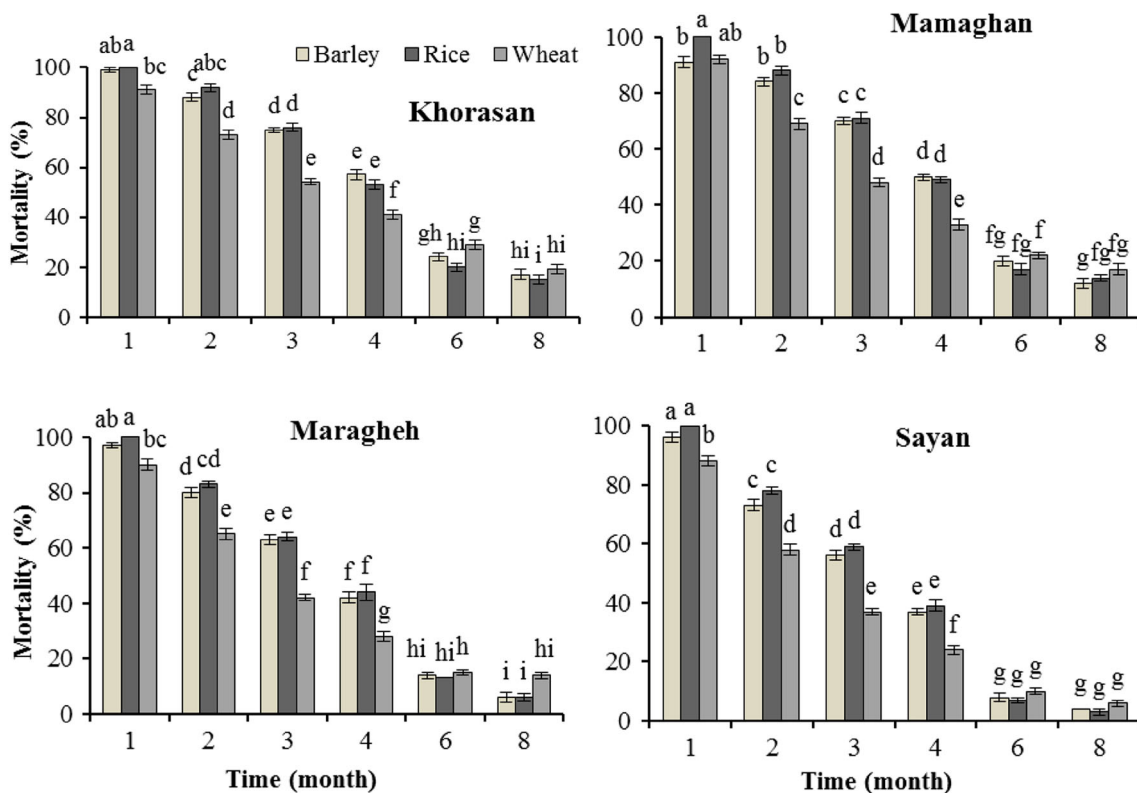 Mamaghan
ab a bc
Barley Rice Wheat
a
b ab
100
c abc
d
Khorasan
b b
c
80
d d
e
c c
d
60
e e
f
d d
e
40
gh hi g
fg fg f
20
hi i hi
g fg fg
0
1 2 3 4 6 8
Mortality (%)
100
80
60
40
20
0
1 2 3 4 6 8
Maragheh
ab a bc
d cd e
e e f
f f g
hi hi h
i i hi
Mortality (%)
100
80
60
40
20
0
1 2 3 4 6 8
Time (month)
Sayan
a a b
c c d
d d e
e e f
g g g
g g g
100
80
60
40
20
0
1 2 3 4 6 8
Time (month)